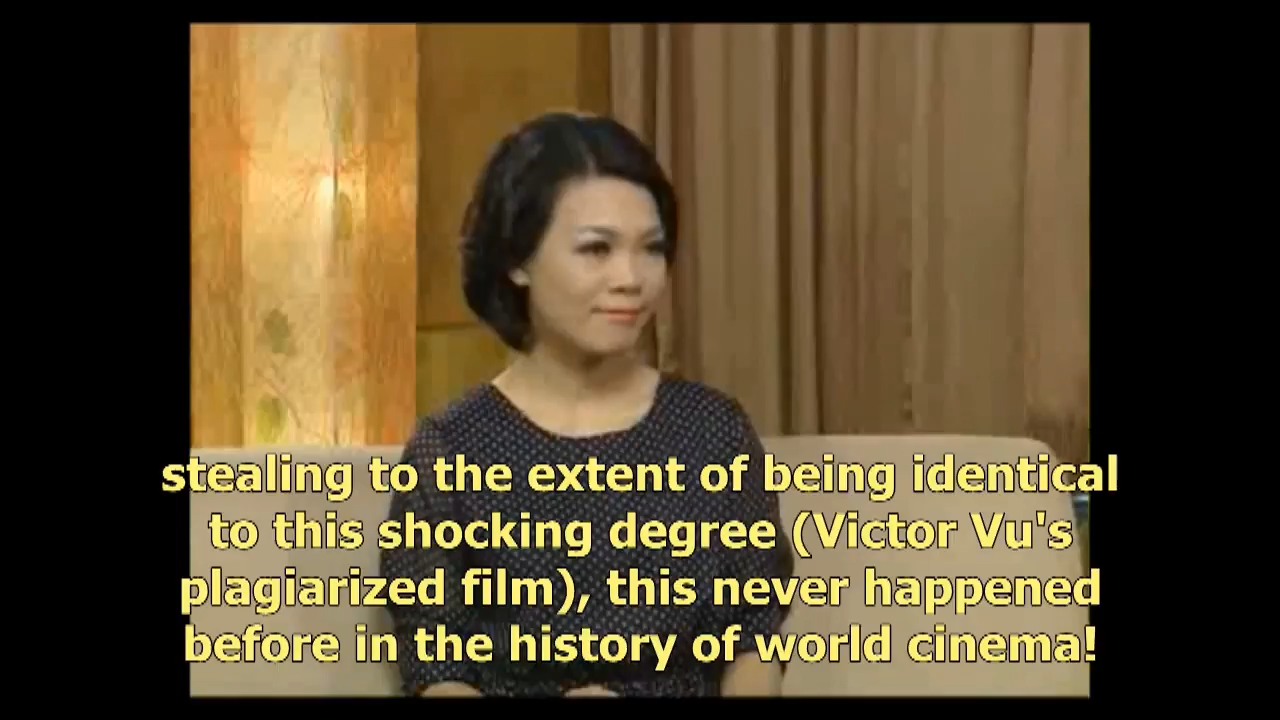 stealing to the extent of being identical
to this shocking degree (Victor Vu's
plagiarized film), this never happened
before in the history of world cinema!